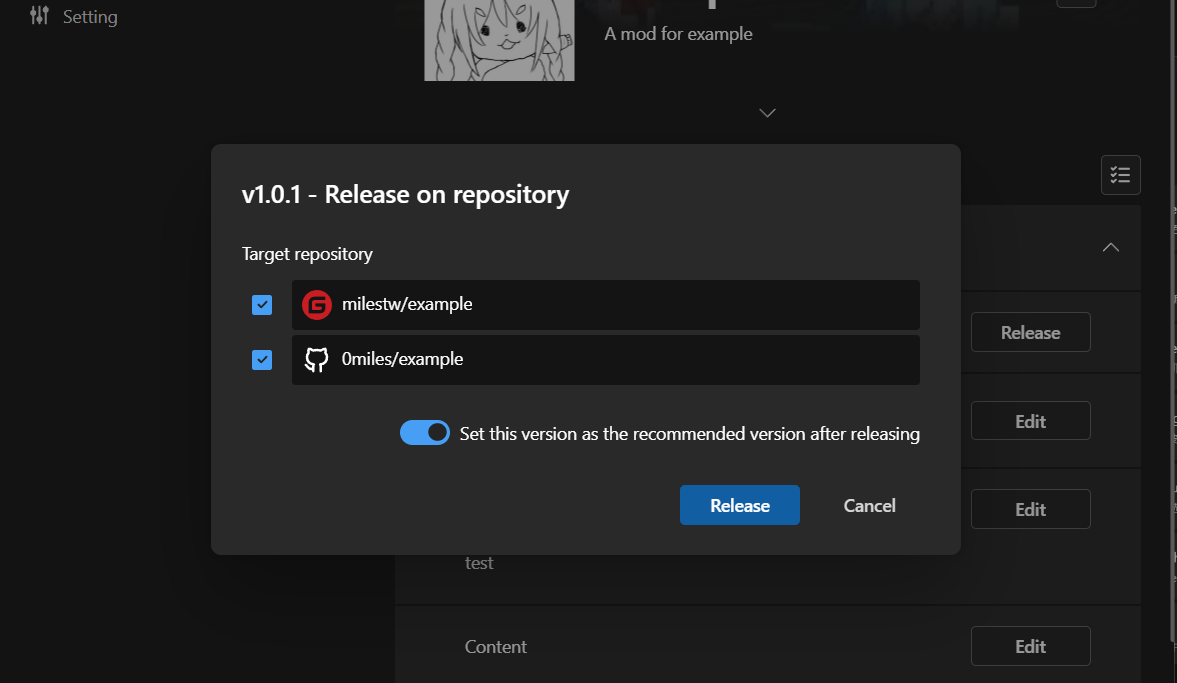 Setting
A mod for example
v1.0.1 - Release on repository
Target repository
milestw/example
0miles/example
Set this version as the recommended version after releasing
Release
Cancel
Release
Edit
Edit
test
Content
Edit